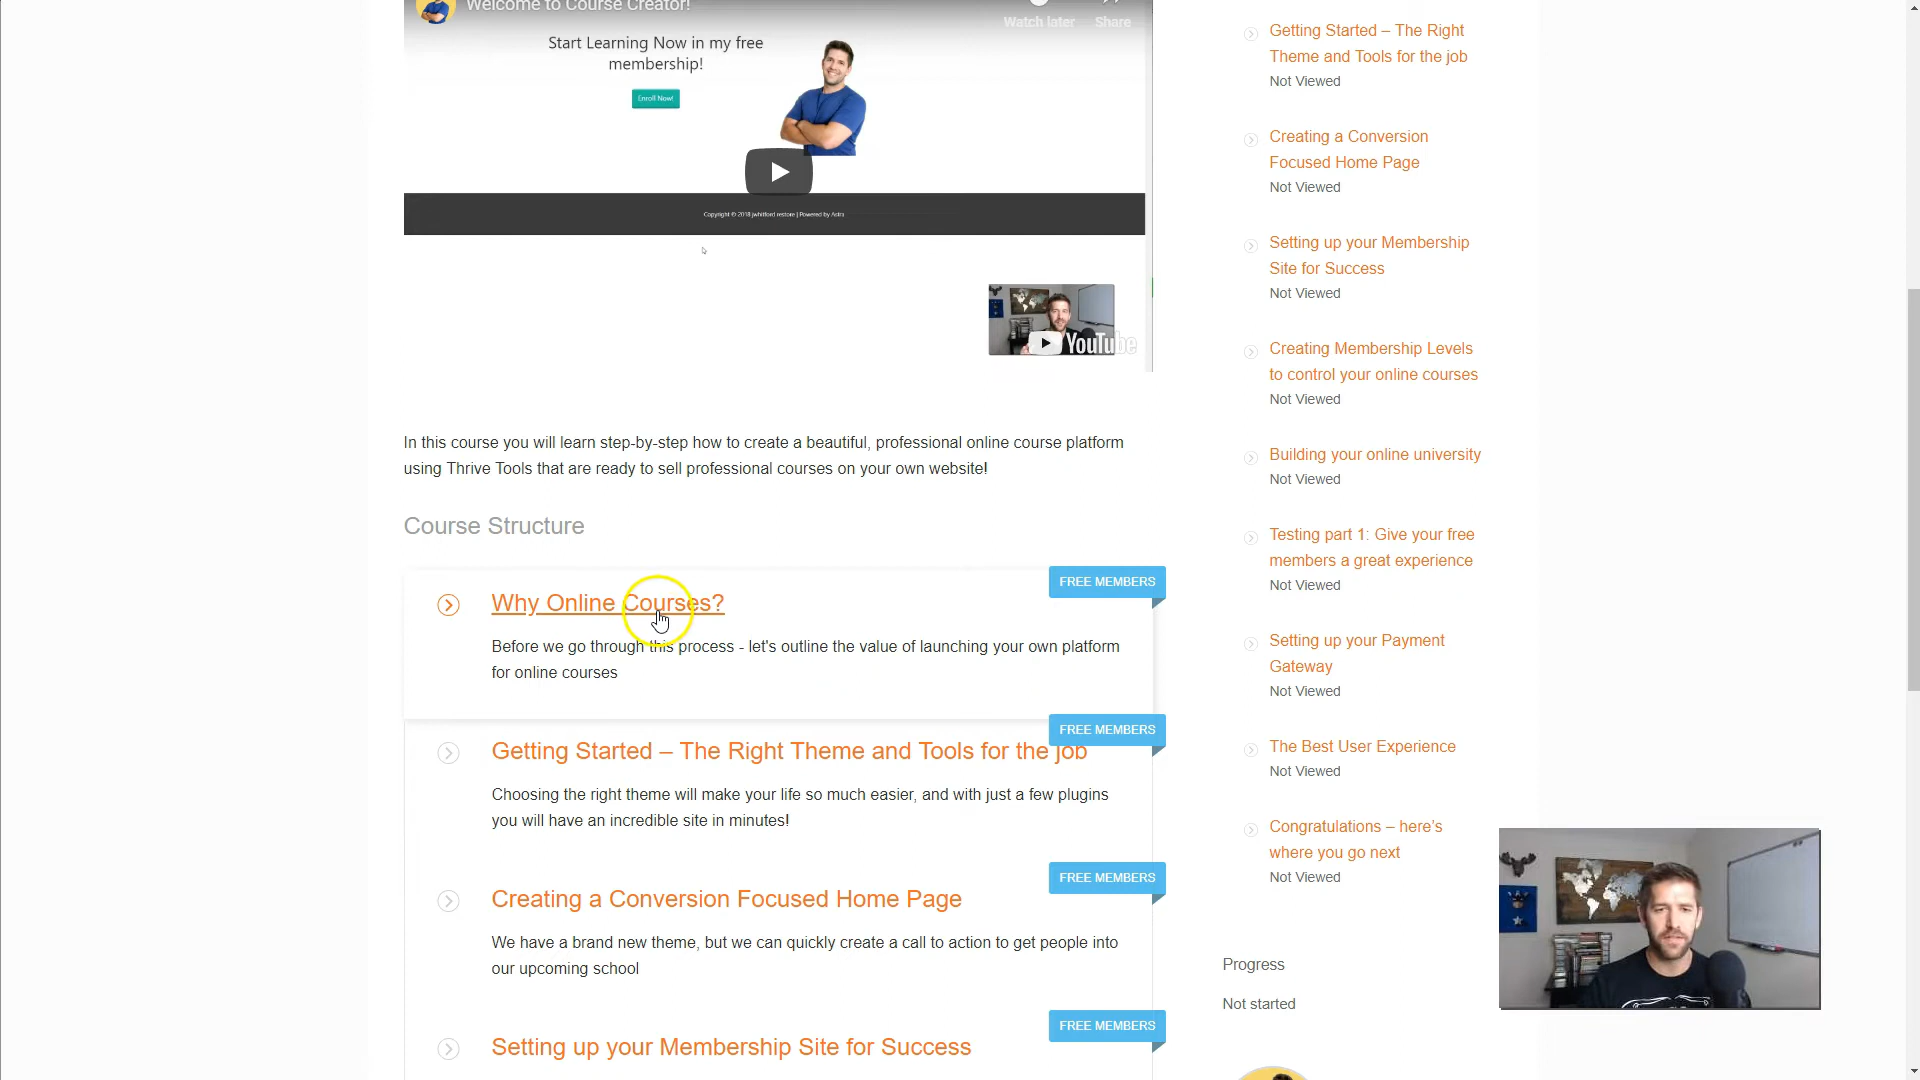 Welcome to Course Creator!
Watch later
Share
Start Learning Now in my free
membership!
Enroll Now!
Copyright © 2018 jwhitford restore | Powered by Astra
YouTube
In this course you will learn step-by-step how to create a beautiful, professional online course platform
using Thrive Tools that are ready to sell professional courses on your own website!
Course Structure
FREE MEMBERS
Why Online Courses?
Before we go through this process - let's outline the value of launching your own platform
for online courses
FREE MEMBERS
Getting Started – The Right Theme and Tools for the job
Choosing the right theme will make your life so much easier, and with just a few plugins
you will have an incredible site in minutes!
FREE MEMBERS
Creating a Conversion Focused Home Page
We have a brand new theme, but we can quickly create a call to action to get people into
our upcoming school
FREE MEMBERS
Setting up your Membership Site for Success
Getting Started – The Right
Theme and Tools for the job
Not Viewed
Creating a Conversion
Focused Home Page
Not Viewed
Setting up your Membership
Site for Success
Not Viewed
Creating Membership Levels
to control your online courses
Not Viewed
Building your online university
Not Viewed
Testing part 1: Give your free
members a great experience
Not Viewed
Setting up your Payment
Gateway
Not Viewed
The Best User Experience
Not Viewed
Congratulations – here's
where you go next
Not Viewed
Progress
Not started